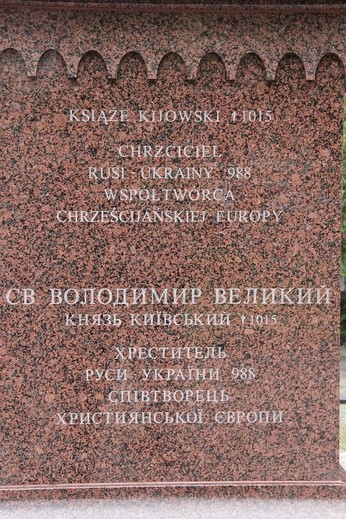 KSIĄŻE KIJOWSKI †1015
CHRZCICIEL
RUSI - UKRAINY 988
WSPÓŁTWÓRCA
CHRZEŚCIJAŃSKIEJ EUROPY
СВ ВОЛОДИМИР ВЕЛИКИЙ
КНЯЗЬ КИЇВСЬКИЙ †1015
ХРЕСТИТЕЛЬ
РУСИ УКРАЇНИ 988
СПІВТВОРЕЦЬ
ХРИСТИЯНСЬКОЇ ЄВРОПИ